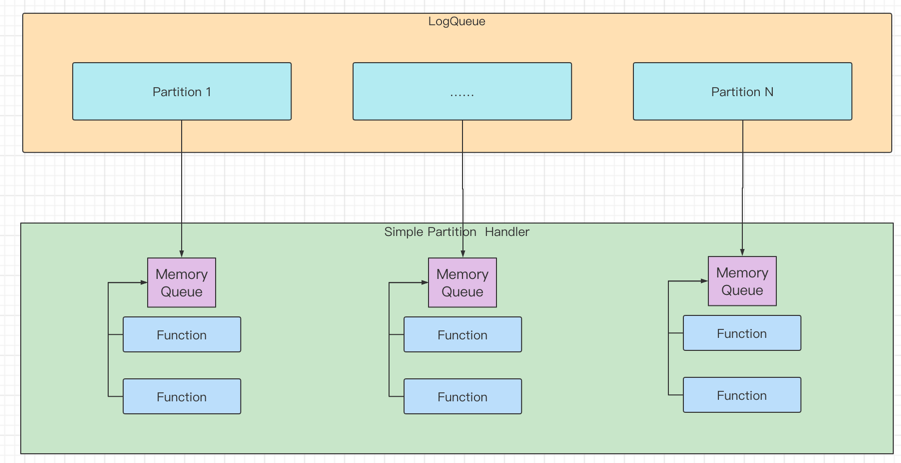 LogQueue
Partition 1
......
Partition N
Simple Partition Handler
Memory
Queue
Memory
Queue
Memory
Queue
Function
Function
Function
Function
Function
Function